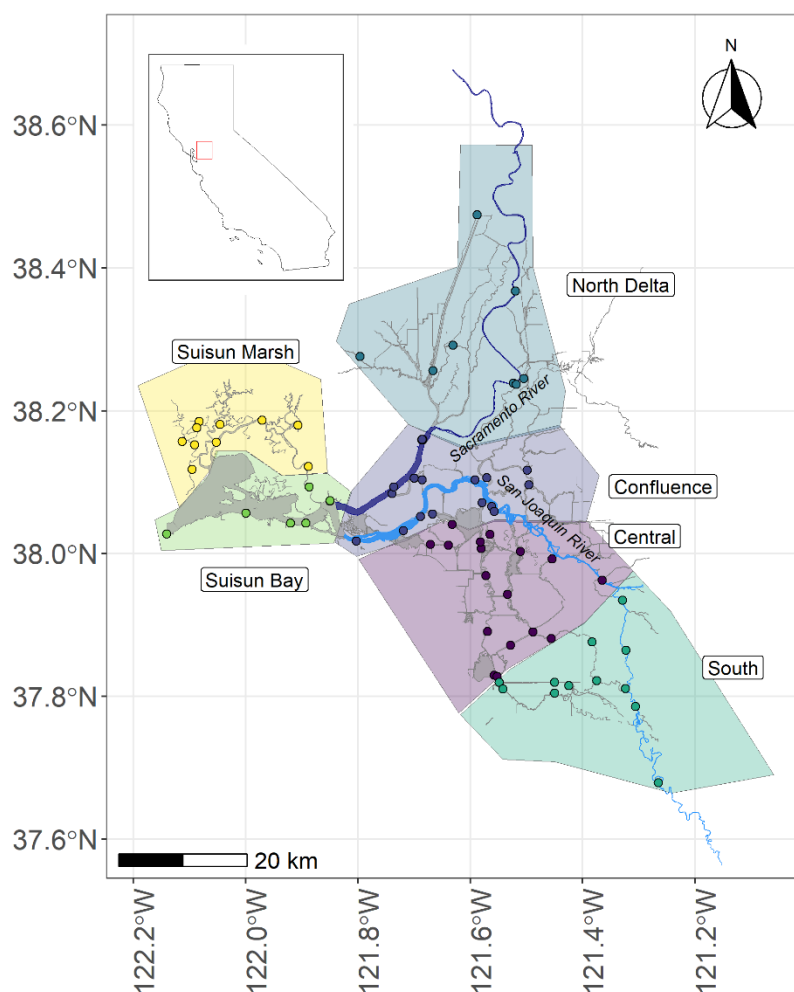 N
38.6°N
38.4°N
North Delta
Suisun Marsh
38.2°N
Sacramento River
Confluence
San Joaquin River
Central
38.0°N
Suisun Bay
South
37.8°N
37.6°N
20 km
122.2°W
122.0°W
121.8°W
121.6°W
121.4°W
121.2°W